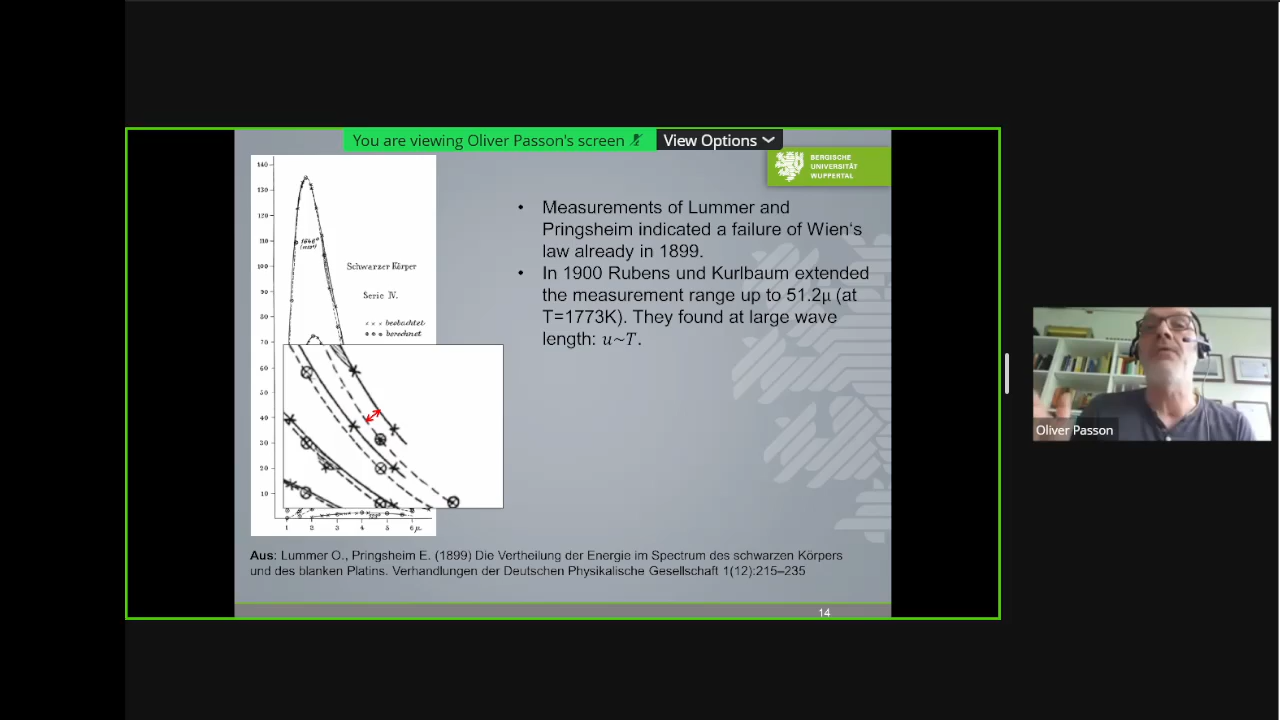 You are viewing Oliver Passon's screen
View Options
BERGISCHE
UNIVERSITÄT
WUPPERTAL
• Measurements of Lummer and
Pringsheim indicated a failure of Wien's
law already in 1899.
• In 1900 Rubens und Kurlbaum extended
the measurement range up to 51.2µ (at
T=1773K). They found at large wave
length: u~T.
140
130
120
110
100
90
80
70
60
50
40
30
20
10
1646°
Schwarzer Körper
Serie IV.
××× beobachtet
berechnet
1 2 3 4 5 6 µ.
Aus: Lummer O., Pringsheim E. (1899) Die Vertheilung der Energie im Spectrum des schwarzen Körpers
und des blanken Platins. Verhandlungen der Deutschen Physikalische Gesellschaft 1(12):215–235
14
Oliver Passon